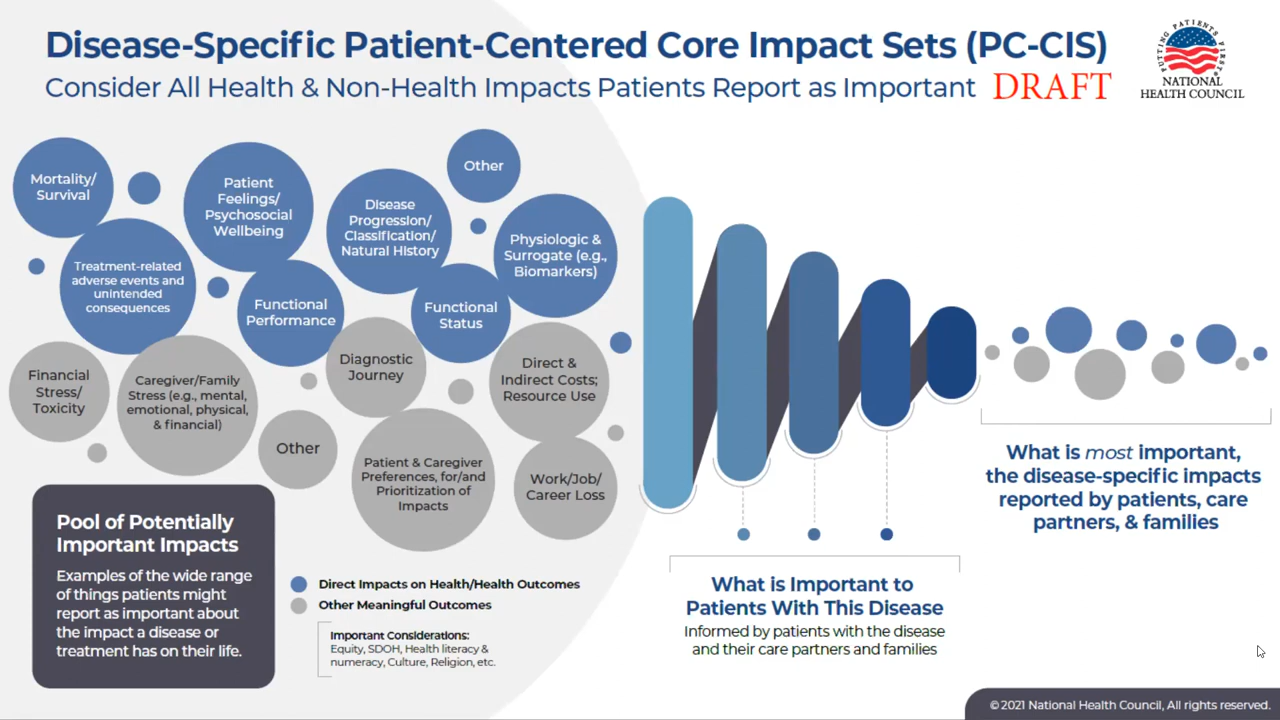 Disease-Specific Patient-Centered Core Impact Sets (PC-CIS)
Consider All Health & Non-Health Impacts Patients Report as Important DRAFT
PUTTING PATIENTS FIRST®
NATIONAL
HEALTH COUNCIL
Mortality/
Survival
Patient
Feelings/
Psychosocial
Wellbeing
Disease
Progression/
Classification/
Natural History
Other
Physiologic &
Surrogate (e.g.,
Biomarkers)
Treatment-related
adverse events and
unintended
consequences
Functional
Performance
Functional
Status
Financial
Stress/
Toxicity
Caregiver/Family
Stress (e.g., mental,
emotional, physical,
& financial)
Other
Diagnostic
Journey
Patient & Caregiver
Preferences, for/and
Prioritization of
Impacts
Direct &
Indirect Costs;
Resource Use
Work/Job/
Career Loss
Pool of Potentially
Important Impacts
Examples of the wide range
of things patients might
report as important about
the impact a disease or
treatment has on their life.
Direct Impacts on Health/Health Outcomes
Other Meaningful Outcomes
Important Considerations:
Equity, SDOH, Health literacy &
numeracy, Culture, Religion, etc.
What is Important to
Patients With This Disease
Informed by patients with the disease
and their care partners and families
What is most important,
the disease-specific impacts
reported by patients, care
partners, & families
© 2021 National Health Council, All rights reserved.